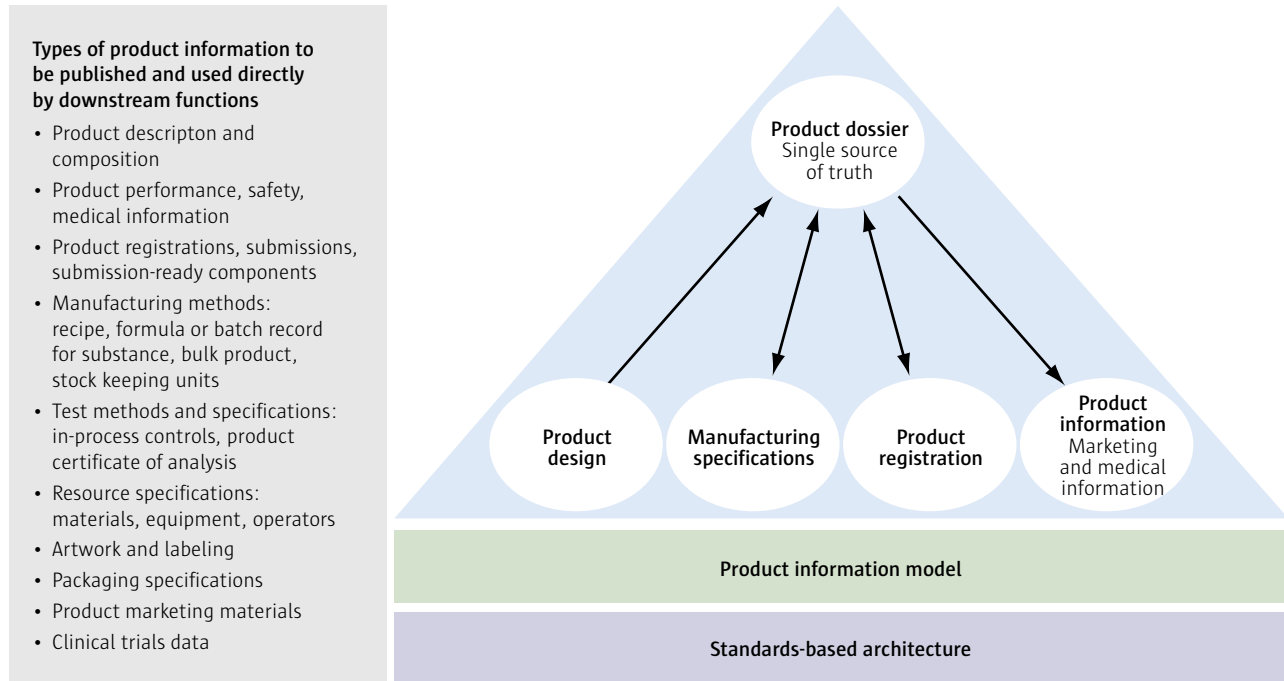 Types of product information to
be published and used directly
by downstream functions
• Product descripton and
composition
• Product performance, safety,
medical information
• Product registrations, submissions,
submission-ready components
• Manufacturing methods:
recipe, formula or batch record
for substance, bulk product,
stock keeping units
• Test methods and specifications:
in-process controls, product
certificate of analysis
• Resource specifications:
materials, equipment, operators
• Artwork and labeling
• Packaging specifications
• Product marketing materials
• Clinical trials data
Product dossier
Single source
of truth
Product
design
Manufacturing
specifications
Product
registration
Product
information
Marketing
and medical
information
Product information model
Standards-based architecture